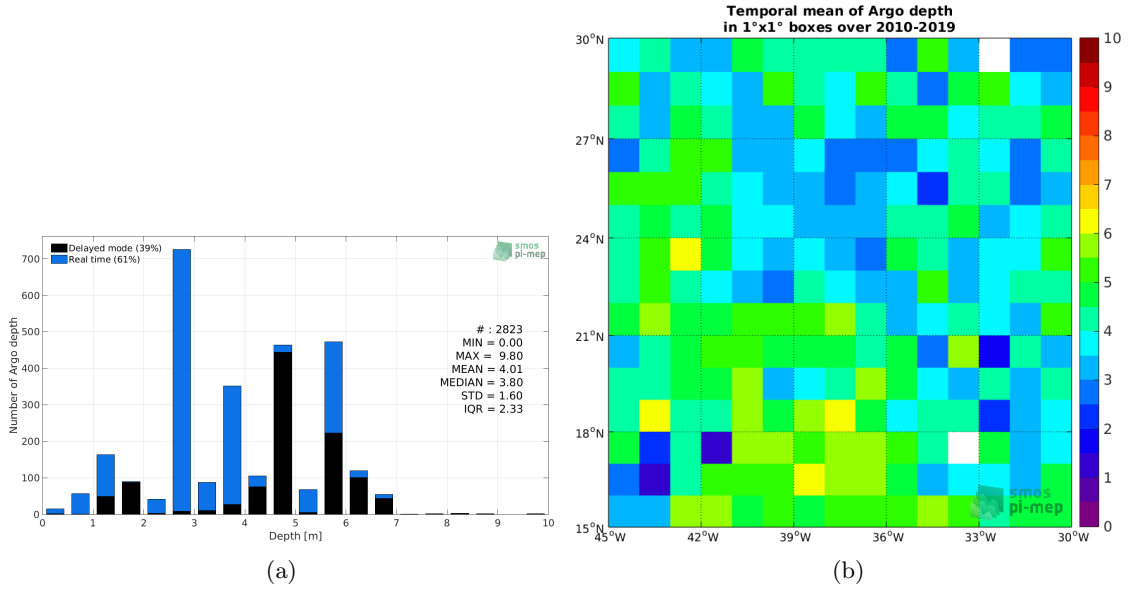 Delayed mode (39%)
Real time (61%)
smos
pi-mep
700
600
500
400
300
200
100
0
Number of Argo depth
# : 2823
MIN = 0.00
MAX = 9.80
MEAN = 4.01
MEDIAN = 3.80
STD = 1.60
IQR = 2.33
0 1 2 3 4 5 6 7 8 9 10
Depth [m]
(a)
Temporal mean of Argo depth
in 1°x1° boxes over 2010-2019
30°N
27°N
24°N
21°N
18°N
15°N
45°W 42°W 39°W 36°W 33°W 30°W
smos
pi-mep
10
9
8
7
6
5
4
3
2
1
0
(b)